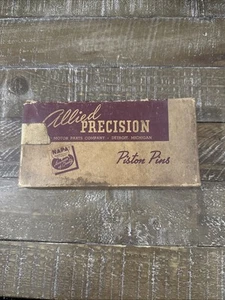 Allied
PRECISION
MOTOR PARTS COMPANY - DETROIT, MICHIGAN
NAPA
Piston Pins